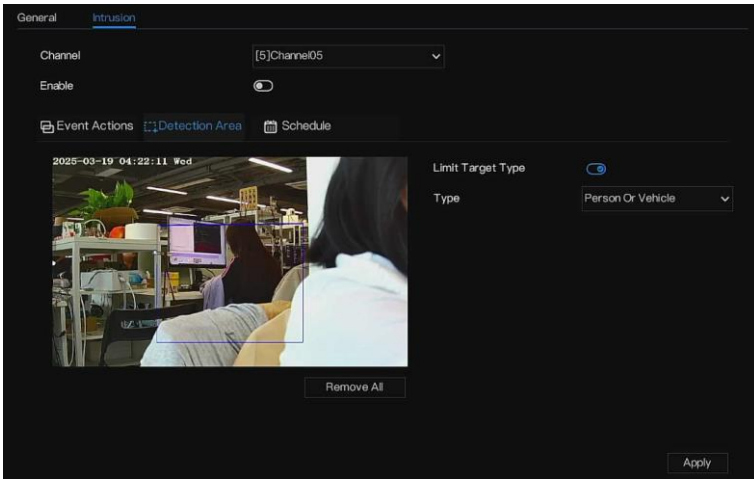 General Intrusion
Channel [5]Channel05
Enable
Event Actions Detection Area Schedule
2025-03-19 04:22:11 Wed
Limit Target Type
Type Person Or Vehicle
Remove All
Apply